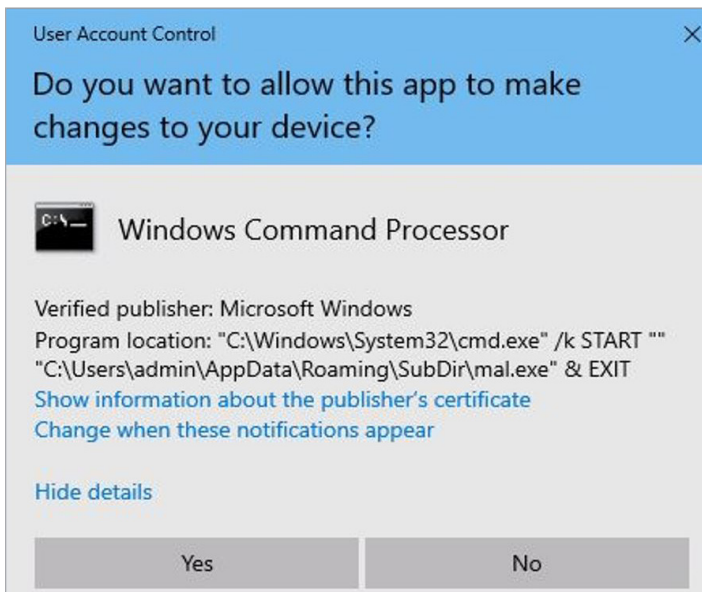 User Account Control
Do you want to allow this app to make
changes to your device?
C:\_
Windows Command Processor
Verified publisher: Microsoft Windows
Program location: "C:\Windows\System32\cmd.exe" /k START ""
"C:\Users\admin\AppData\Roaming\SubDir\mal.exe" & EXIT
Show information about the publisher's certificate
Change when these notifications appear
Hide details
Yes
No